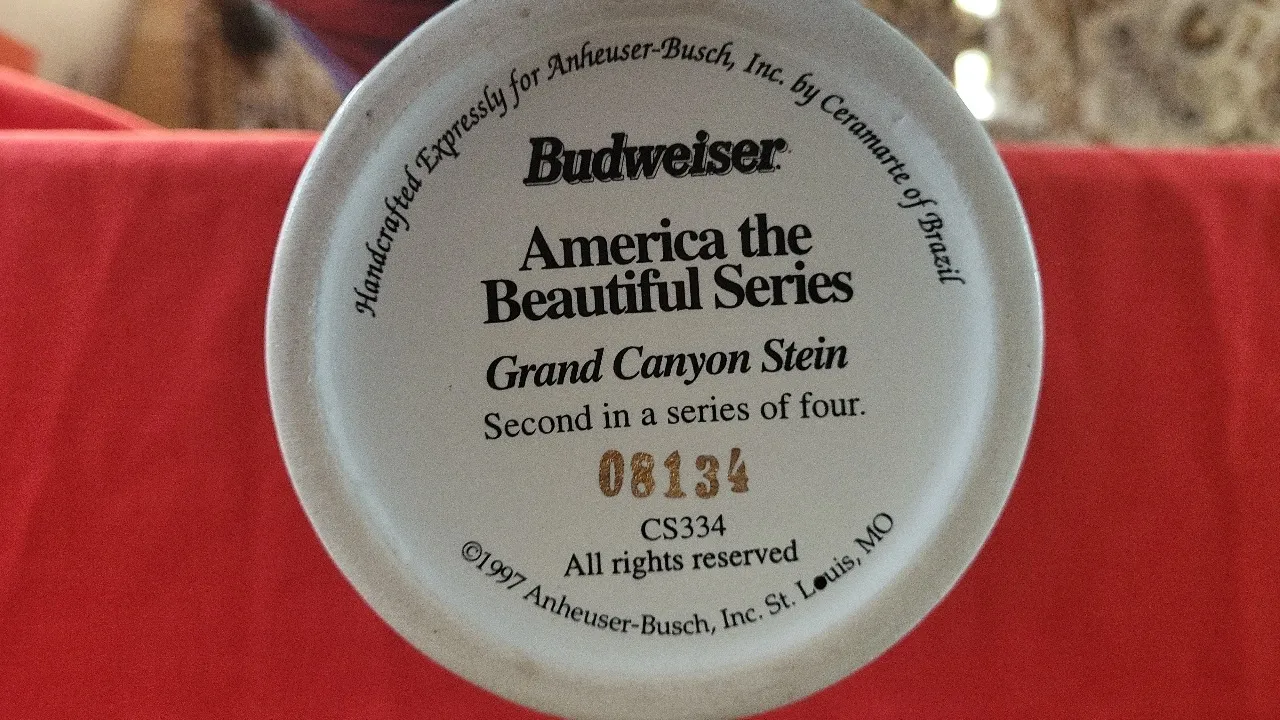 Handcrafted Expressly for Anheuser-Busch, Inc. by Ceramarte of Brazil
Budweiser
America the
Beautiful Series
Grand Canyon Stein
Second in a series of four.
08134
CS334
All rights reserved
©1997 Anheuser-Busch, Inc. St. Louis, MO